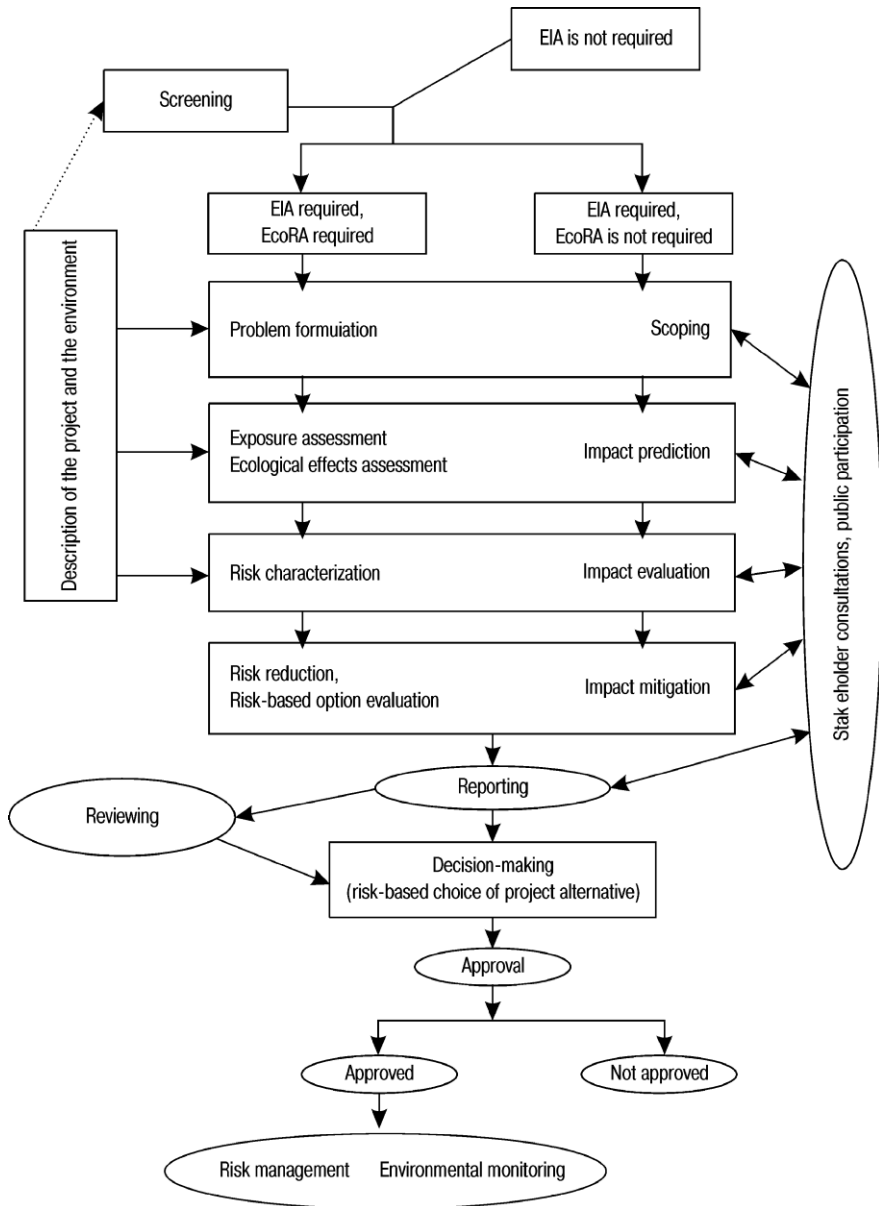 EIA is not required
Screening
EIA required,
EcoRA required
EIA required,
EcoRA is not required
Description of the project and the environment
Problem formuiation
Scoping
Exposure assessment
Ecological effects assessment
Impact prediction
Risk characterization
Impact evaluation
Risk reduction,
Risk-based option evaluation
Impact mitigation
Stak eholder consultations, public participation
Reporting
Reviewing
Decision-making
(risk-based choice of project alternative)
Approval
Approved
Not approved
Risk management Environmental monitoring